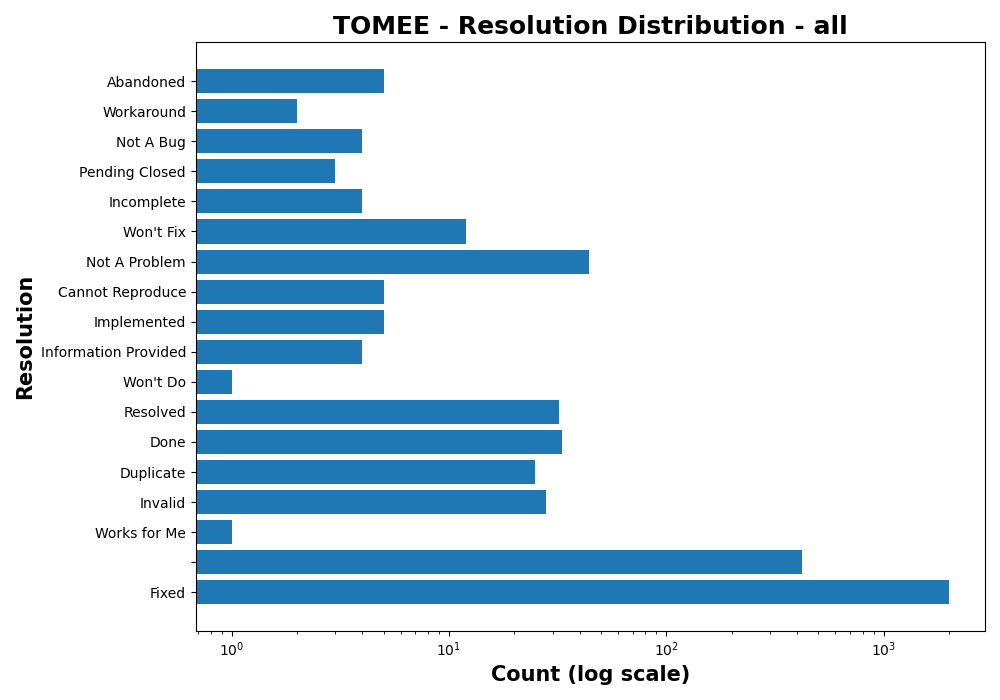 TOMEE - Resolution Distribution - all
Abandoned
Workaround
Not A Bug
Pending Closed
Incomplete
Won't Fix
Not A Problem
Cannot Reproduce
Implemented
Information Provided
Won't Do
Resolved
Done
Duplicate
Invalid
Works for Me
Fixed
Resolution
10⁰ 10¹ 10² 10³
Count (log scale)